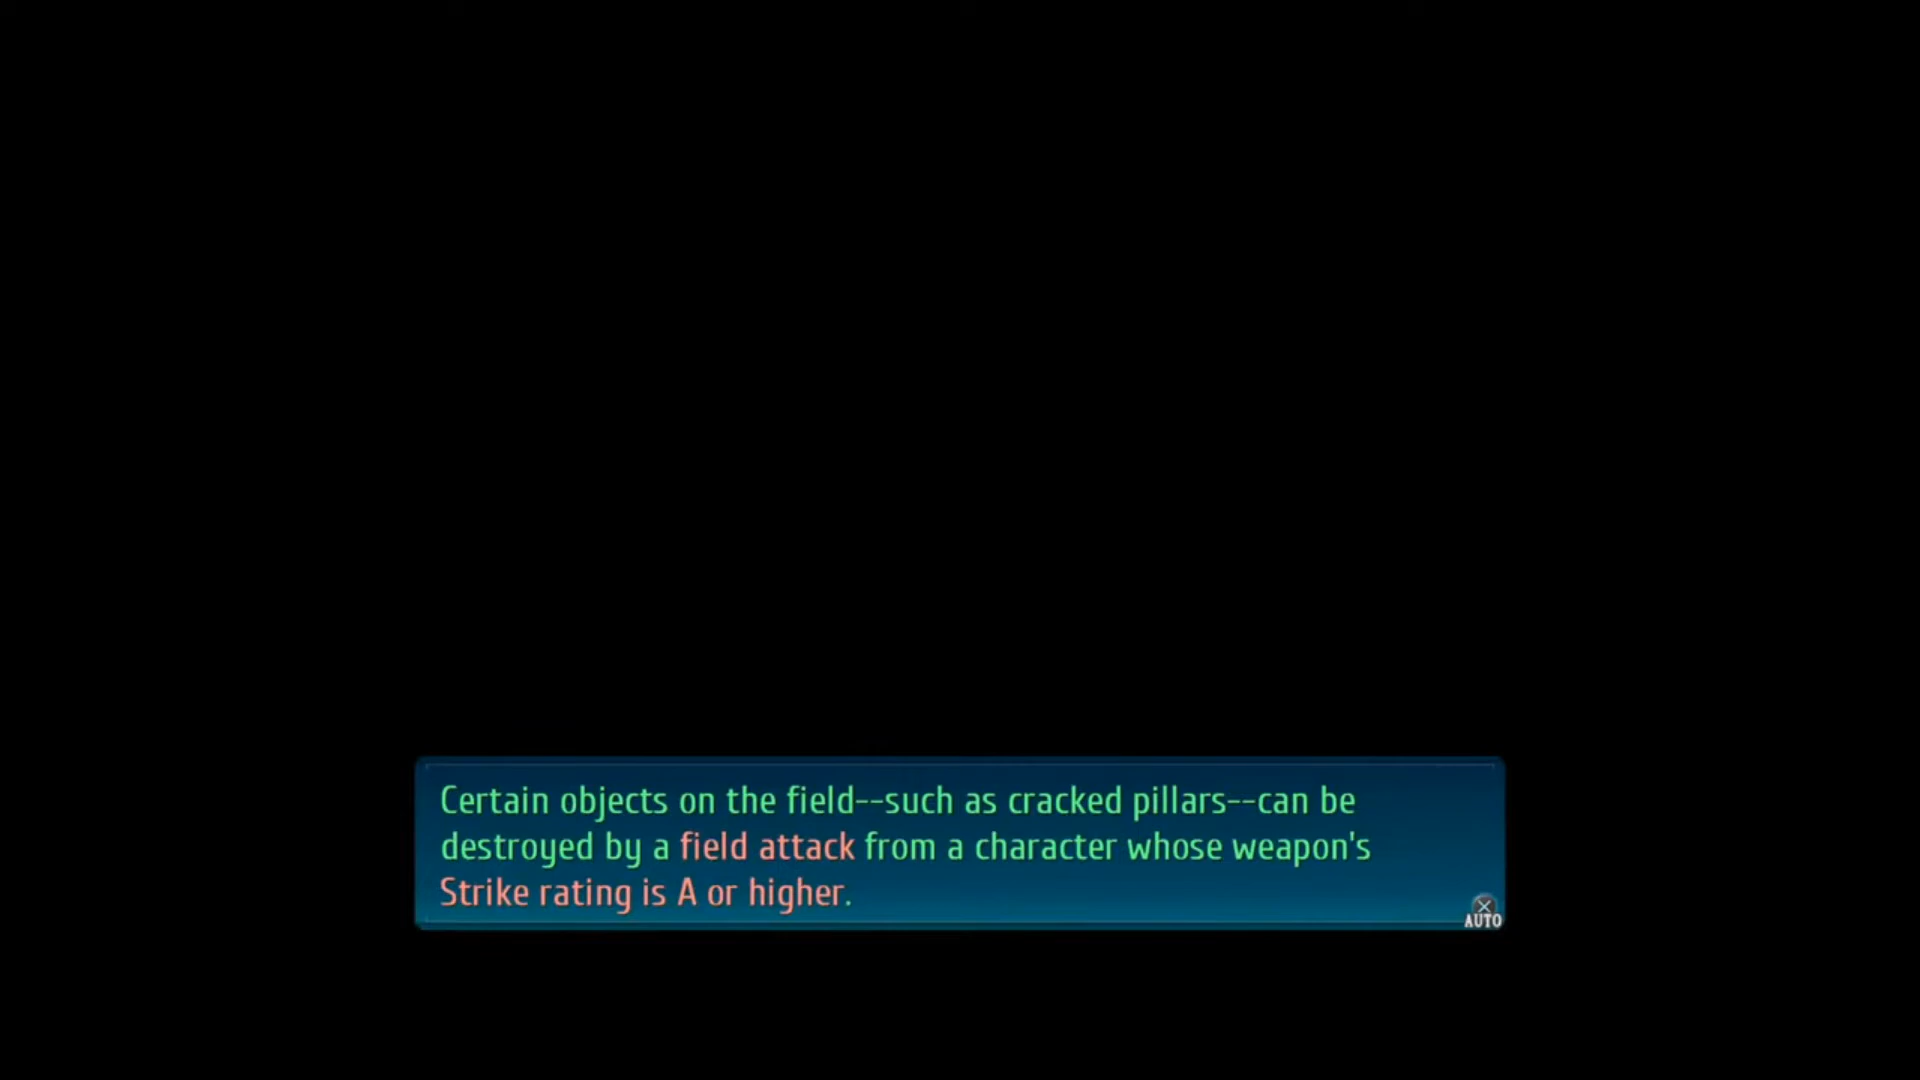 Certain objects on the field--such as cracked pillars--can be
destroyed by a field attack from a character whose weapon's
Strike rating is A or higher.
AUTO